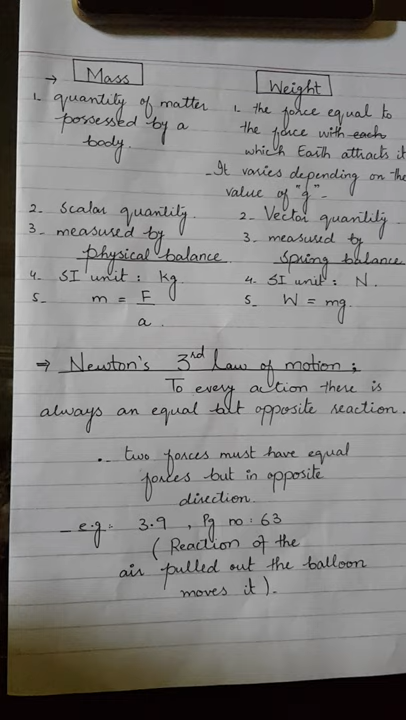 → Mass
1. quantity of matter
possessed by a
body.
2. Scalar quantity.
3. measured by
physical balance
4. SI unit : kg
5. m = F
a.
Weight
1. the force equal to
the force with each
which Earth attracts it
- It varies depending on the
value of "g".
2. Vector quantity
3. measured by
Spring balance
4. SI unit : N.
5. W = mg.
→ Newton's 3rd Law of motion :
To every action there is
always an equal but opposite reaction.
• two forces must have equal
forces but in opposite
direction.
- e.g:- 3.9 , Pg no : 63
( Reaction of the
air pulled out the balloon
moves it ).